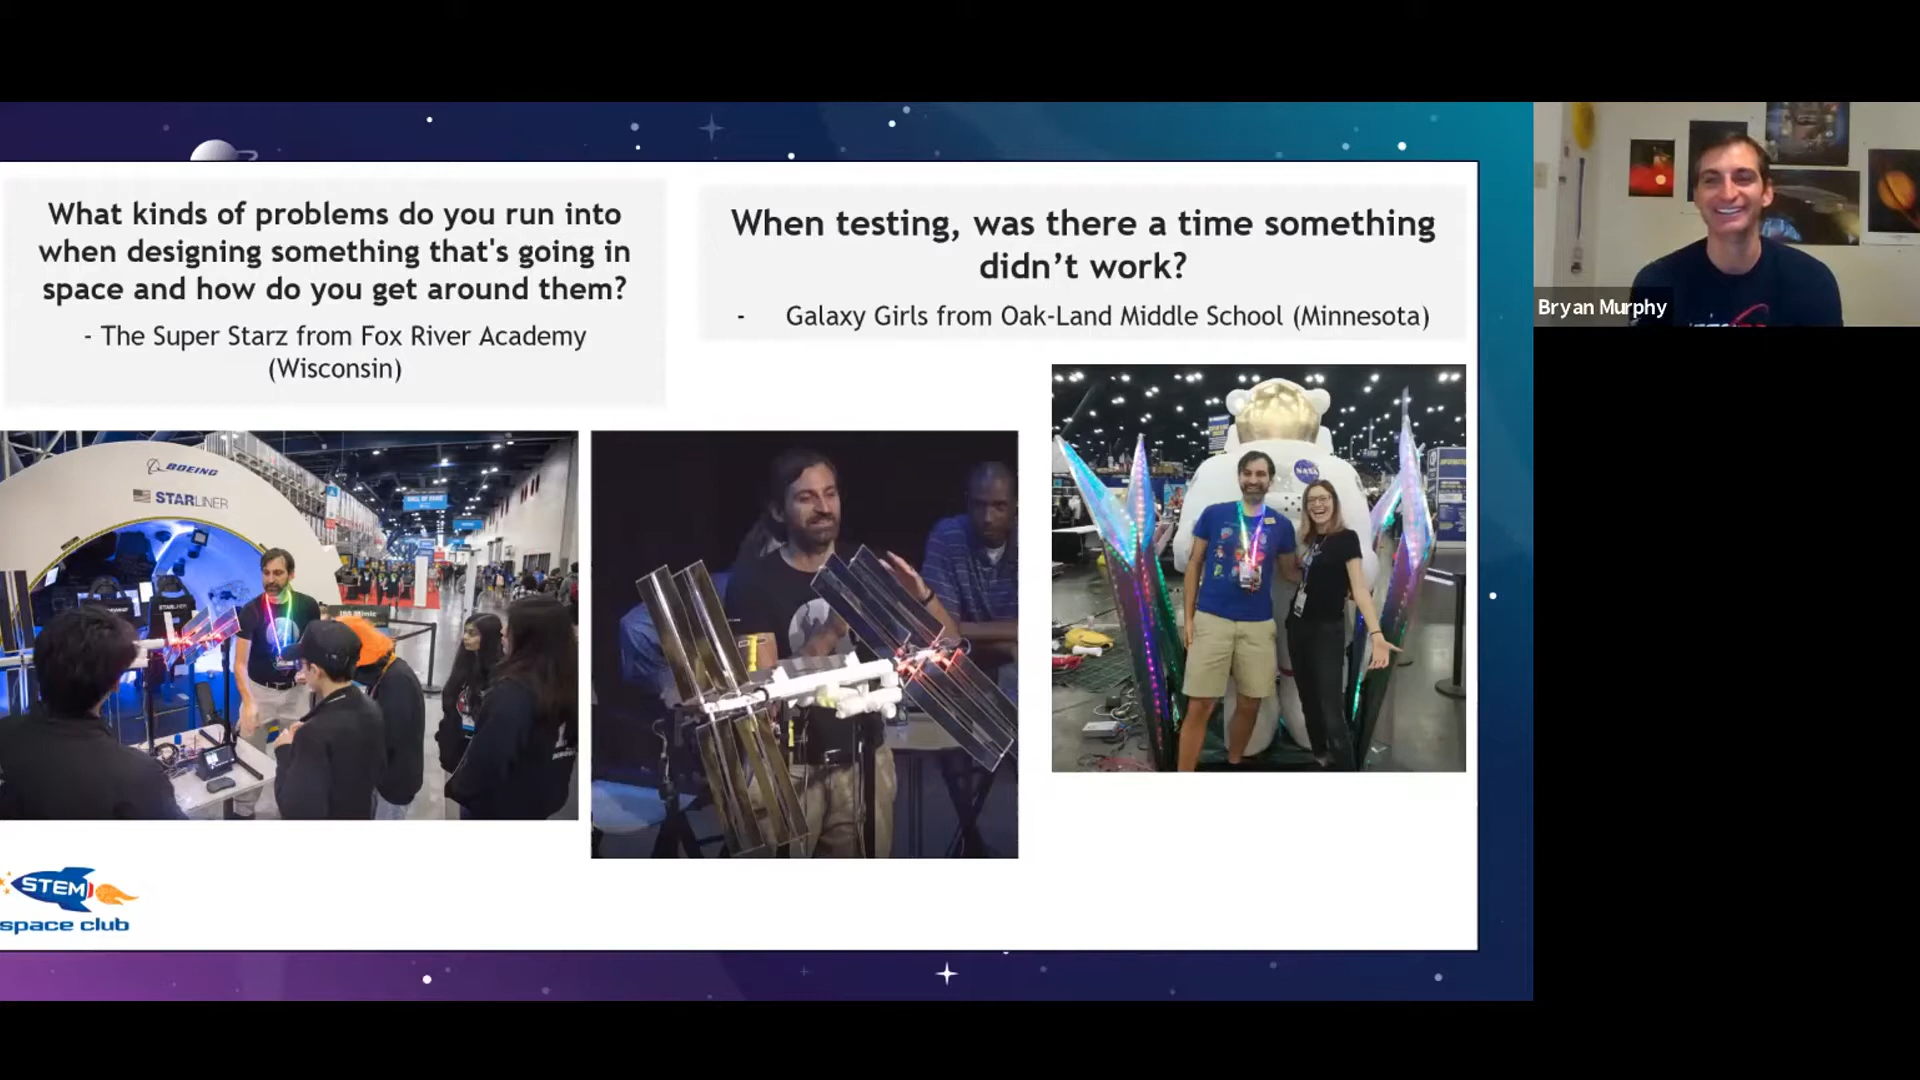 What kinds of problems do you run into
when designing something that's going in
space and how do you get around them?
- The Super Starz from Fox River Academy
(Wisconsin)
When testing, was there a time something
didn’t work?
- Galaxy Girls from Oak-Land Middle School (Minnesota)
Bryan Murphy
BOEING
STARLINER
NASA
STEM
space club